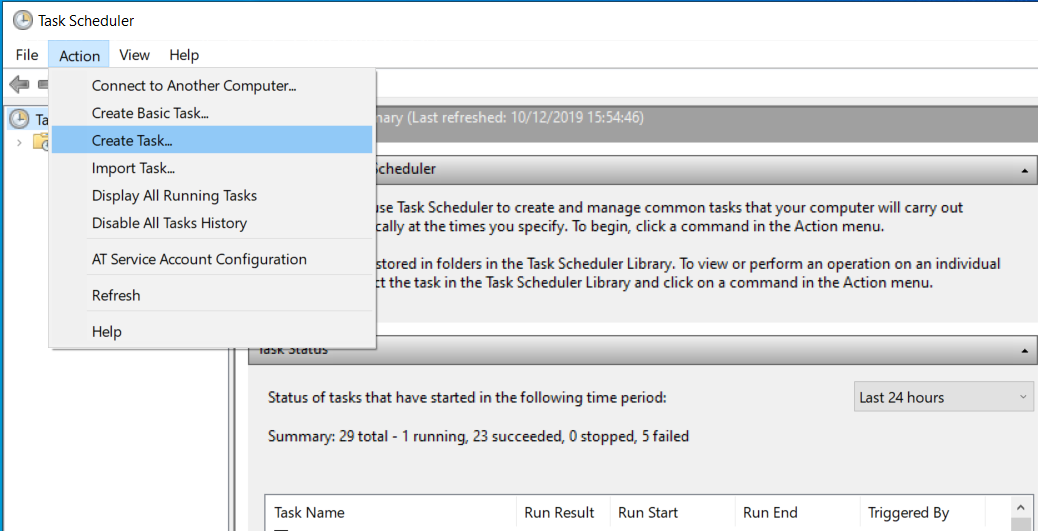 Task Scheduler
File Action View Help
Connect to Another Computer...
Create Basic Task...
Create Task...
Import Task...
Display All Running Tasks
Disable All Tasks History
AT Service Account Configuration
Refresh
Help
Ta
mary (Last refreshed: 10/12/2019 15:54:46)
Scheduler
use Task Scheduler to create and manage common tasks that your computer will carry out
cally at the times you specify. To begin, click a command in the Action menu.
stored in folders in the Task Scheduler Library. To view or perform an operation on an individual
ct the task in the Task Scheduler Library and click on a command in the Action menu.
Task Status
Status of tasks that have started in the following time period: Last 24 hours
Summary: 29 total - 1 running, 23 succeeded, 0 stopped, 5 failed
Task Name Run Result Run Start Run End Triggered By